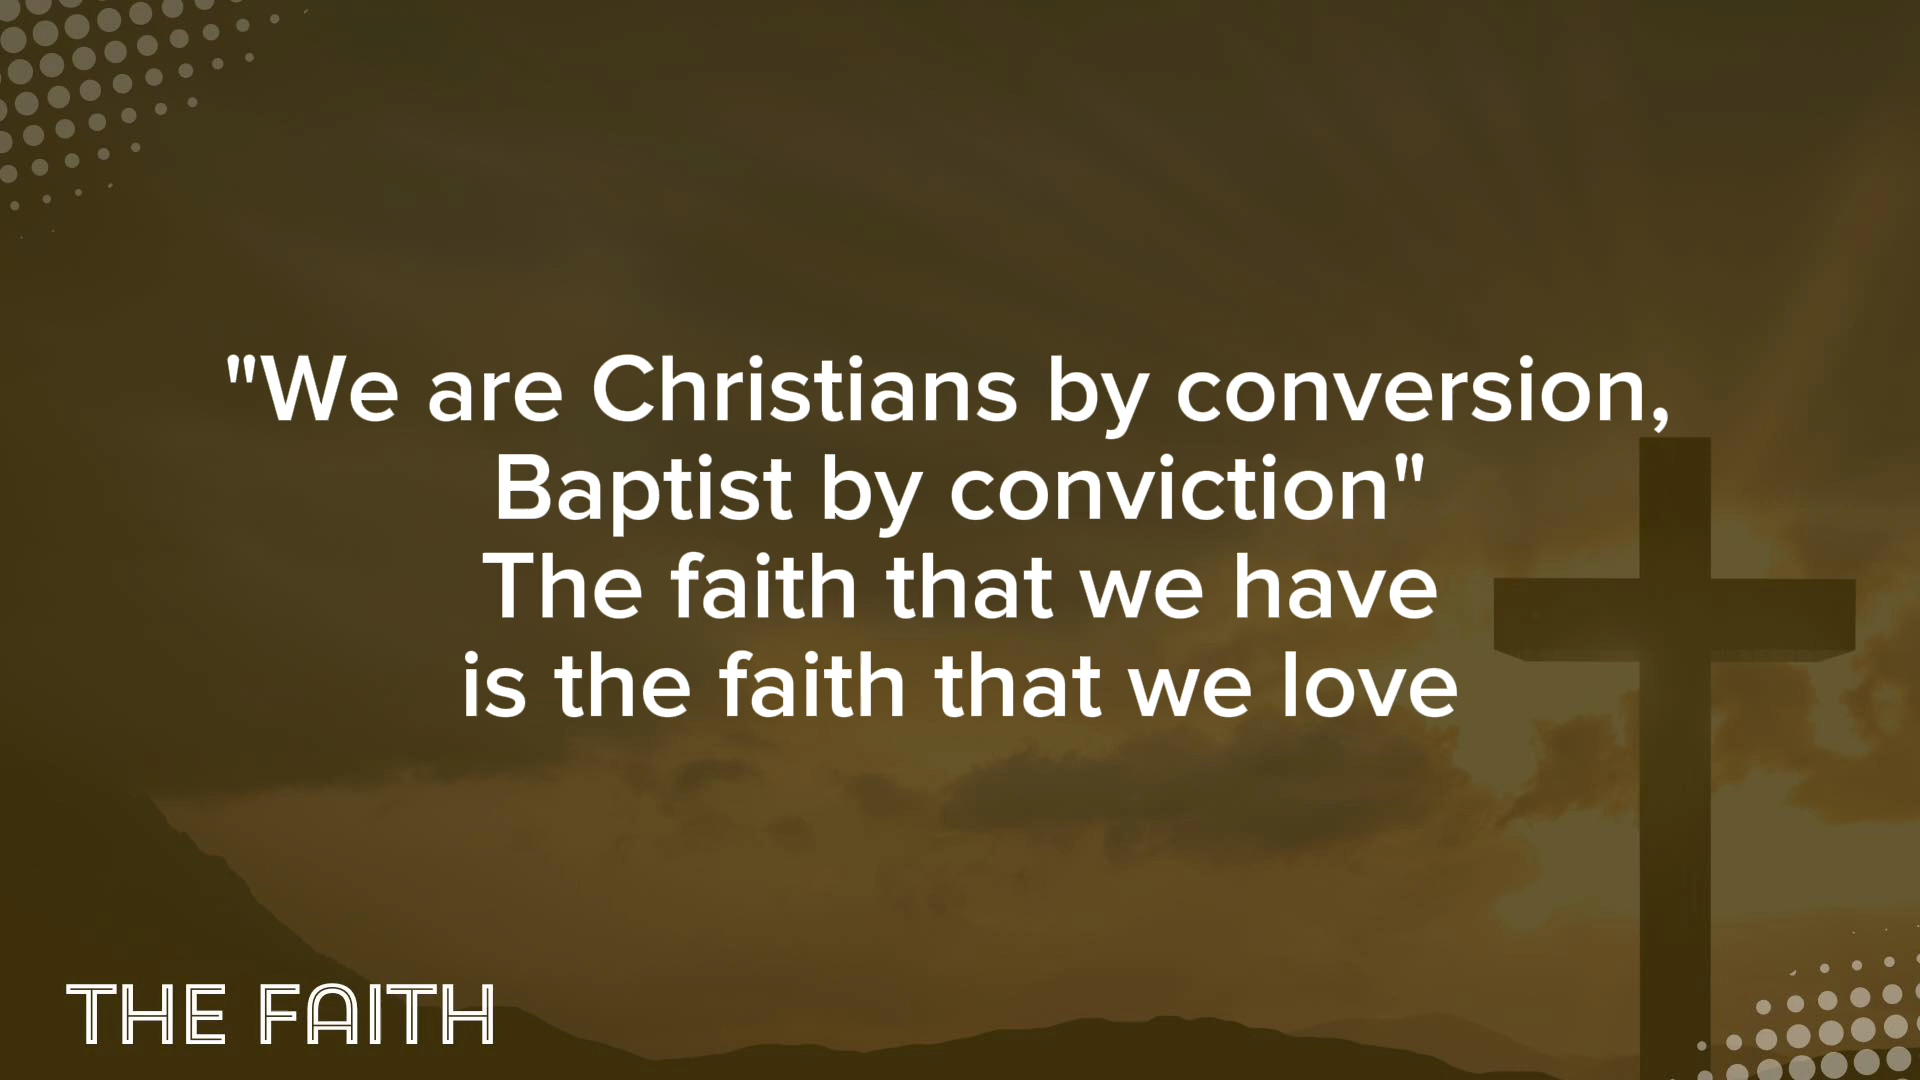 "We are Christians by conversion,
Baptist by conviction"
The faith that we have
is the faith that we love
THE FAITH